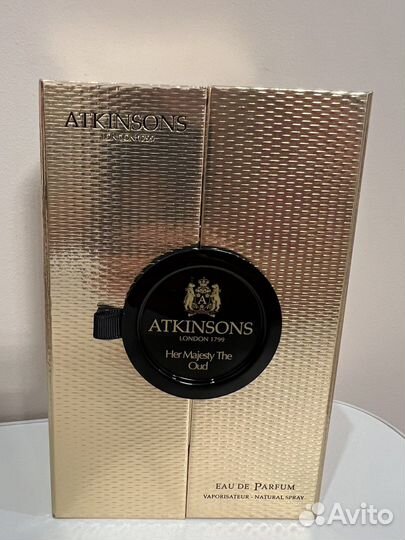 ATKINSONS
LONDON 1799
A
ATKINSONS
LONDON 1799
Her Majesty The
Oud
EAU DE PARFUM
VAPORISATEUR - NATURAL SPRAY
Avito